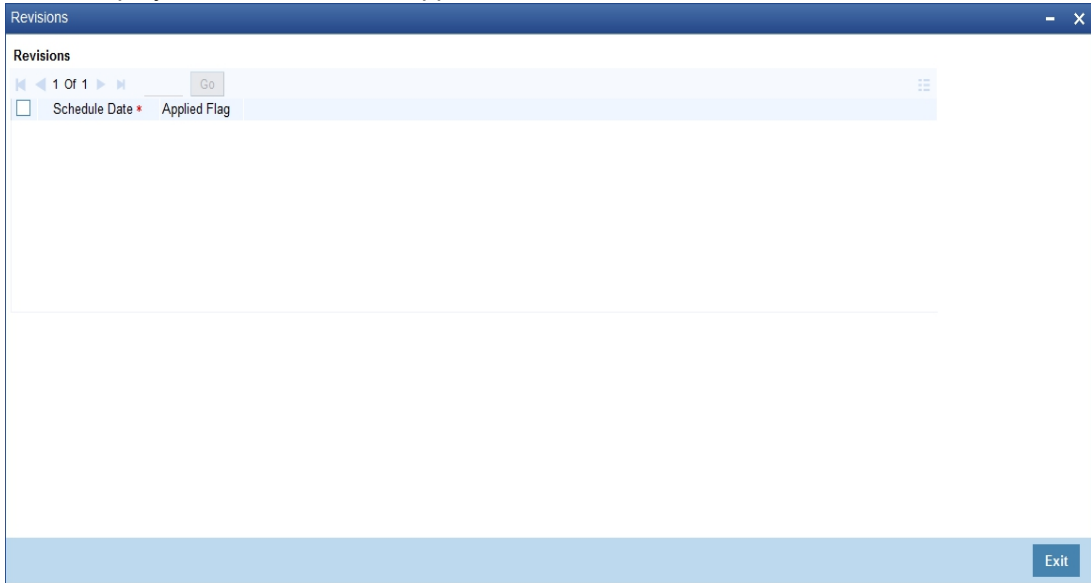 Revisions
Revisions
1 Of 1 Go
Schedule Date * Applied Flag
Exit